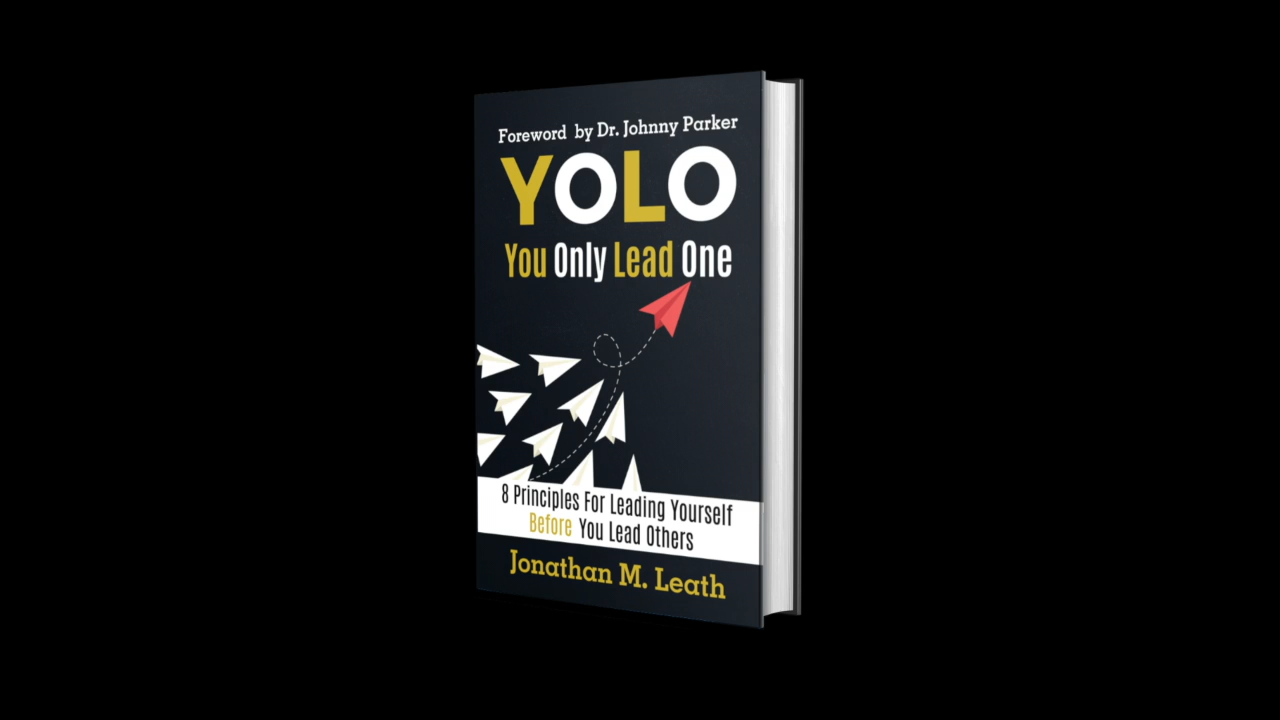 Foreword by Dr. Johnny Parker
YOLO
You Only Lead One
8 Principles For Leading Yourself
Before You Lead Others
Jonathan M. Leath